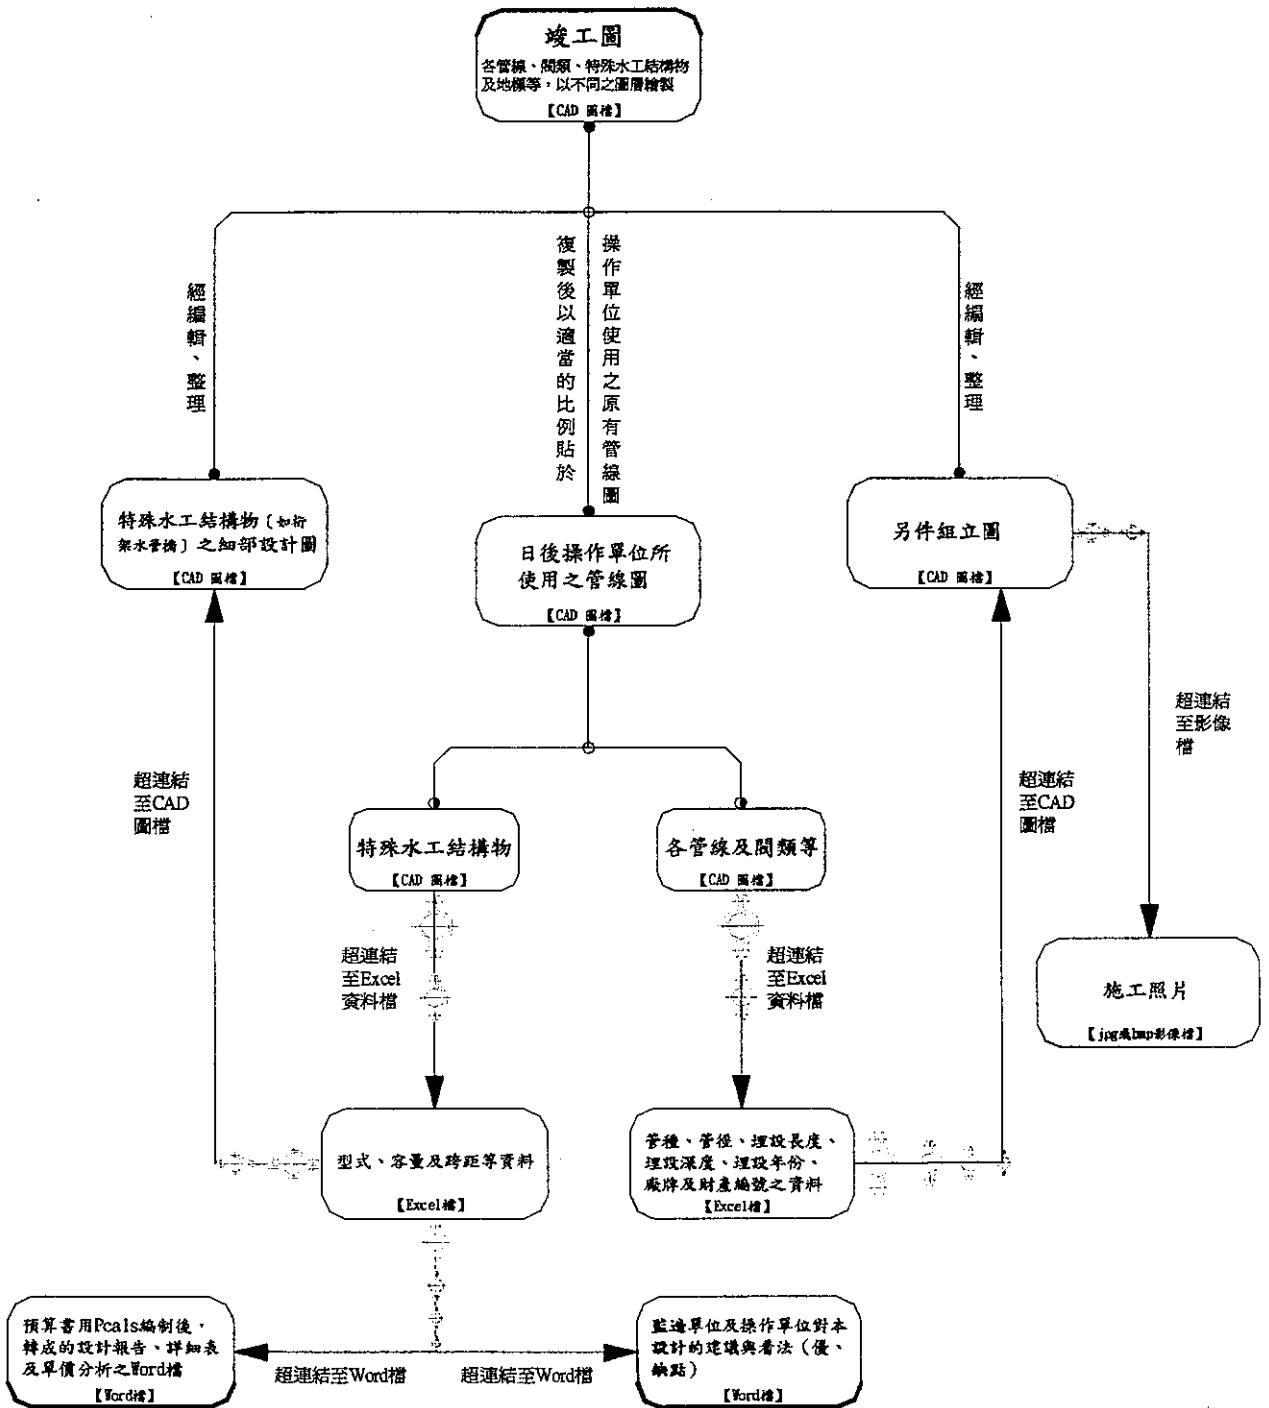 竣工圖
各管線、閥類、特殊水工結構物
及地標等，以不同之圖層繪製
【CAD 圖檔】
經編輯、整理
複製後以適當的比例貼於
操作單位使用之原有管線圖
經編輯、整理
特殊水工結構物〔如桁
架水管橋〕之細部設計圖
【CAD 圖檔】
日後操作單位所
使用之管線圖
【CAD 圖檔】
另件組立圖
【CAD 圖檔】
超連結
至影像
檔
超連結
至CAD
圖檔
超連結
至CAD
圖檔
特殊水工結構物
【CAD 圖檔】
各管線及閥類等
【CAD 圖檔】
超連結
至Excel
資料檔
超連結
至Excel
資料檔
施工照片
【jpg或bmp影像檔】
型式、容量及跨距等資料
【Excel檔】
管種、管徑、埋設長度、
埋設深度、埋設年份、
廠牌及財產編號之資料
【Excel檔】
預算書用Pcals編制後，
轉成的設計報告、詳細表
及單價分析之Word檔
【Word檔】
超連結至Word檔
超連結至Word檔
監造單位及操作單位對本
設計的建議與看法（優、
缺點）
【Word檔】